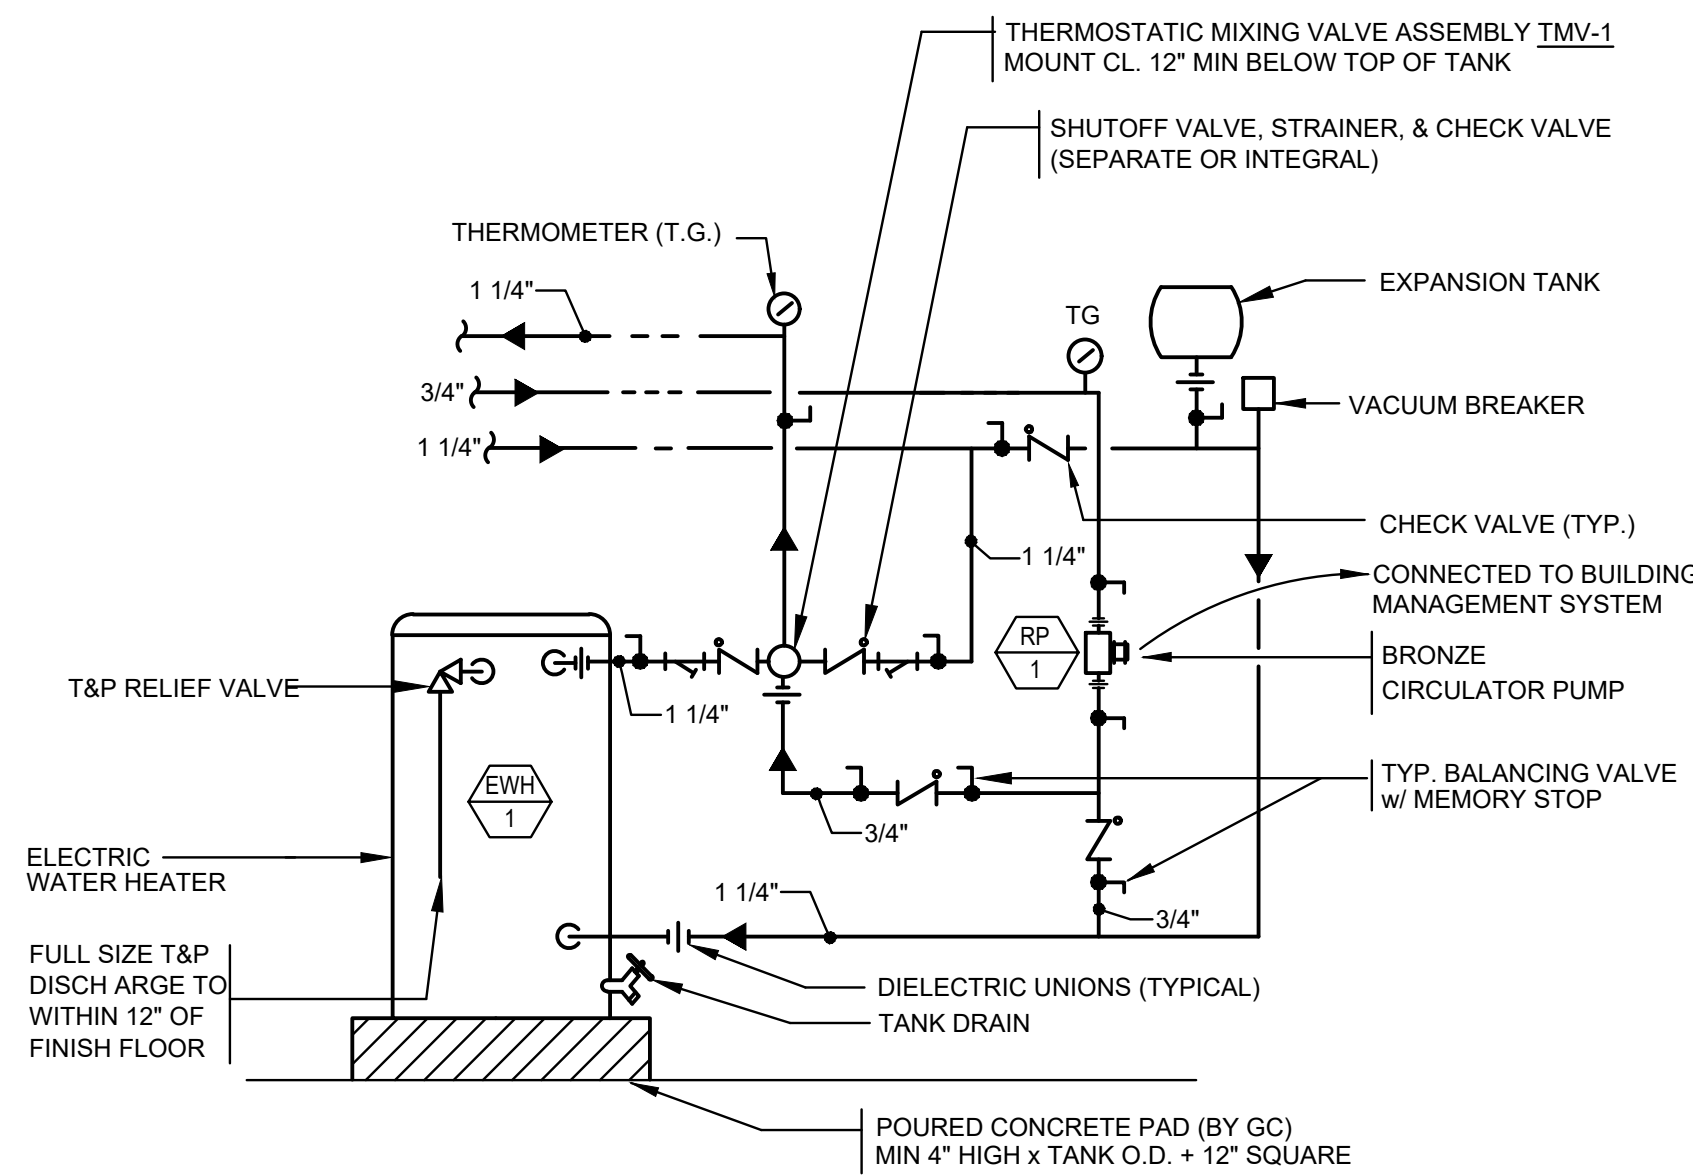 THERMOSTATIC MIXING VALVE ASSEMBLY TMV-1
MOUNT CL. 12" MIN BELOW TOP OF TANK
SHUTOFF VALVE, STRAINER, & CHECK VALVE
(SEPARATE OR INTEGRAL)
THERMOMETER (T.G.)
1 1/4"
EXPANSION TANK
TG
3/4"
VACUUM BREAKER
1 1/4"
CHECK VALVE (TYP.)
1 1/4"
CONNECTED TO BUILDING
MANAGEMENT SYSTEM
RP
1
BRONZE
CIRCULATOR PUMP
T&P RELIEF VALVE
1 1/4"
EWH
1
TYP. BALANCING VALVE
w/ MEMORY STOP
3/4"
ELECTRIC
WATER HEATER
1 1/4"
3/4"
FULL SIZE T&P
DISCH ARGE TO
WITHIN 12" OF
FINISH FLOOR
DIELECTRIC UNIONS (TYPICAL)
TANK DRAIN
POURED CONCRETE PAD (BY GC)
MIN 4" HIGH x TANK O.D. + 12" SQUARE